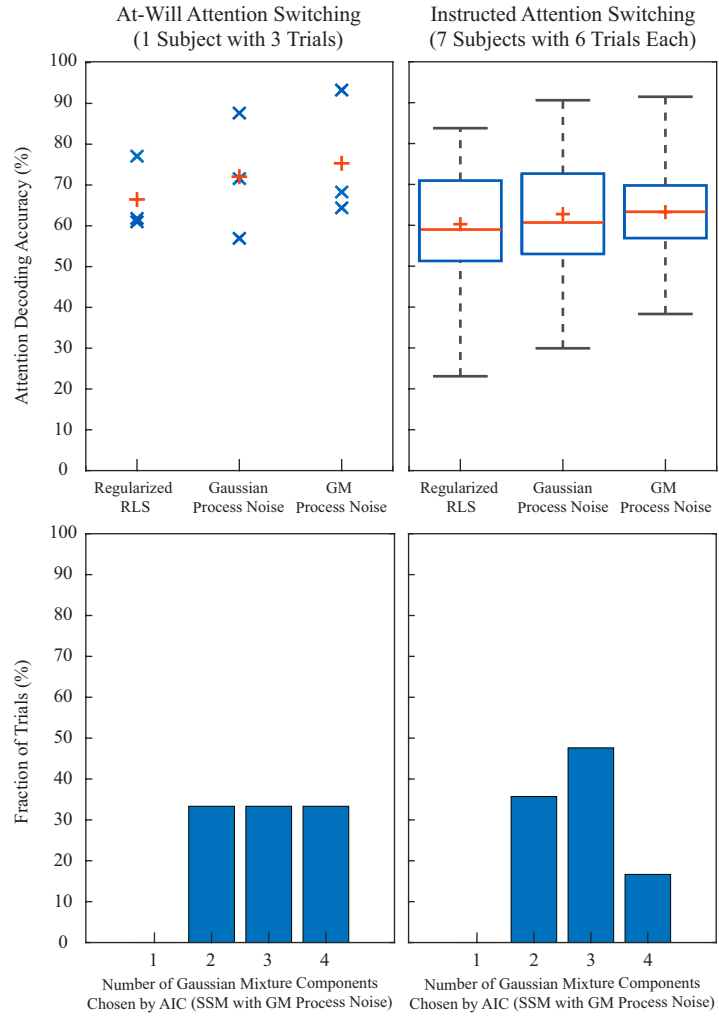 At-Will Attention Switching
(1 Subject with 3 Trials)
Instructed Attention Switching
(7 Subjects with 6 Trials Each)
Attention Decoding Accuracy (%)
100
90
80
70
60
50
40
30
20
10
0
Regularized
RLS
Gaussian
Process Noise
GM
Process Noise
Regularized
RLS
Gaussian
Process Noise
GM
Process Noise
Fraction of Trials (%)
100
90
80
70
60
50
40
30
20
10
0
1 2 3 4
Number of Gaussian Mixture Components
Chosen by AIC (SSM with GM Process Noise)
1 2 3 4
Number of Gaussian Mixture Components
Chosen by AIC (SSM with GM Process Noise)